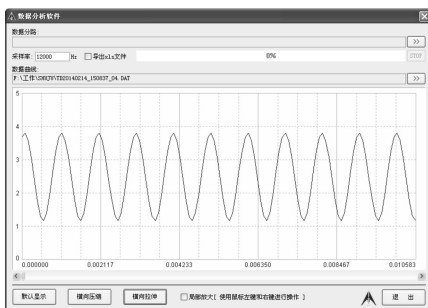 数据分析软件
数据分路
>>
采样率: 12000 Hz 导出xls文件 0% STOP
数据曲线:
F:\工作\SVN\TD\TD20140214_150837_04.DAT >>
5
4
3
2
1
0
0.000000 0.002117 0.004233 0.006350 0.008467 0.010583
默认显示 横向压缩 横向拉伸 局部放大[ 使用鼠标左键和右键进行操作 ] 退 出